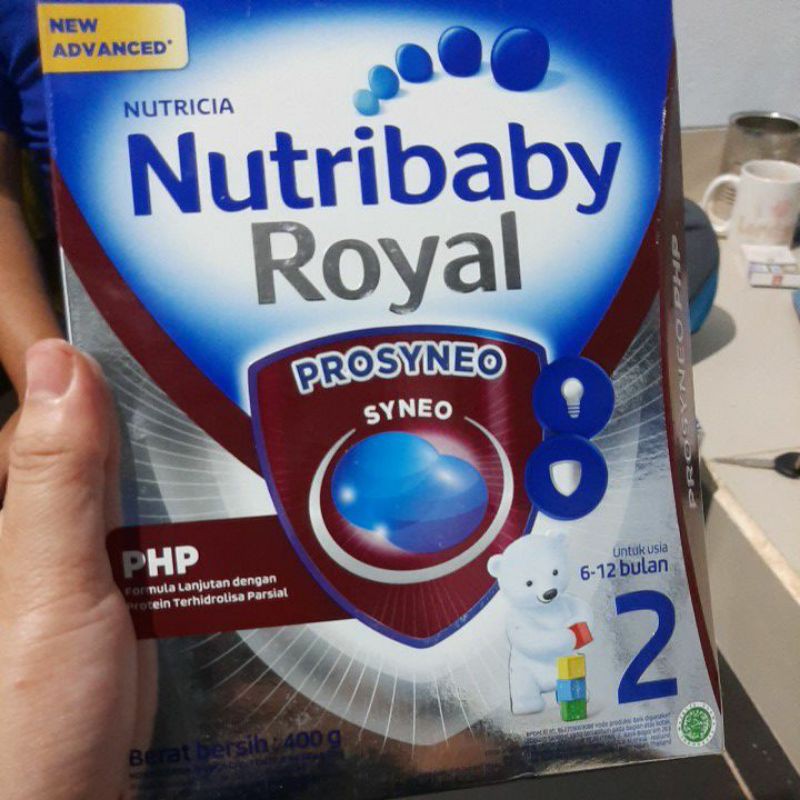 NEW
ADVANCED*
NUTRICIA
Nutribaby
Royal
PROSYNEO
SYNEO
PHP
Formula Lanjutan dengan
Protein Terhidrolisa Parsial
Untuk usia
6-12 bulan
2
Berat bersih : 400 g
PROSYNEO PHP